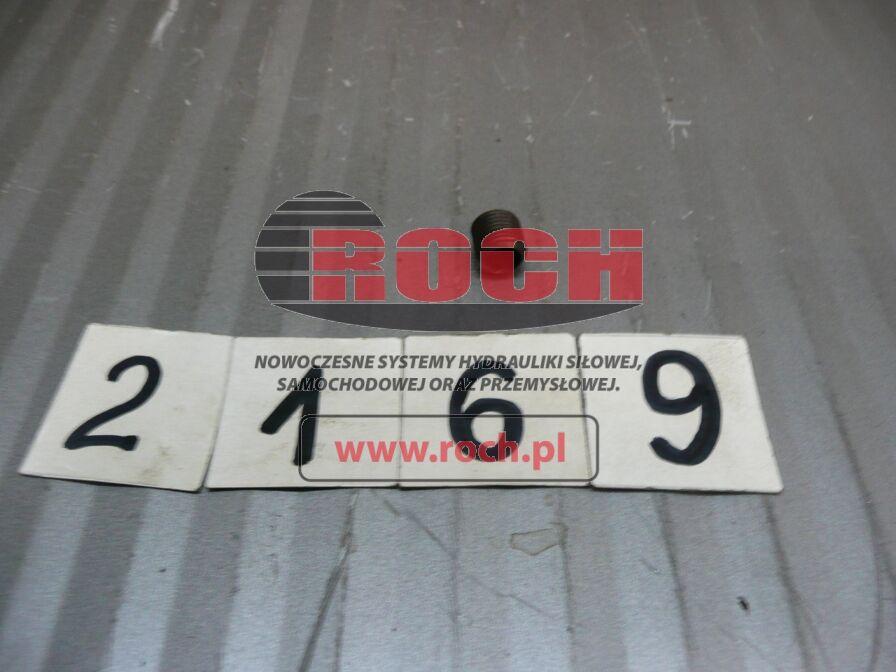 ROCH
NOWOCZESNE SYSTEMY HYDRAULIKI SIŁOWEJ,
SAMOCHODOWEJ ORAZ PRZEMYSŁOWEJ.
2 1 6 9
www.roch.pl